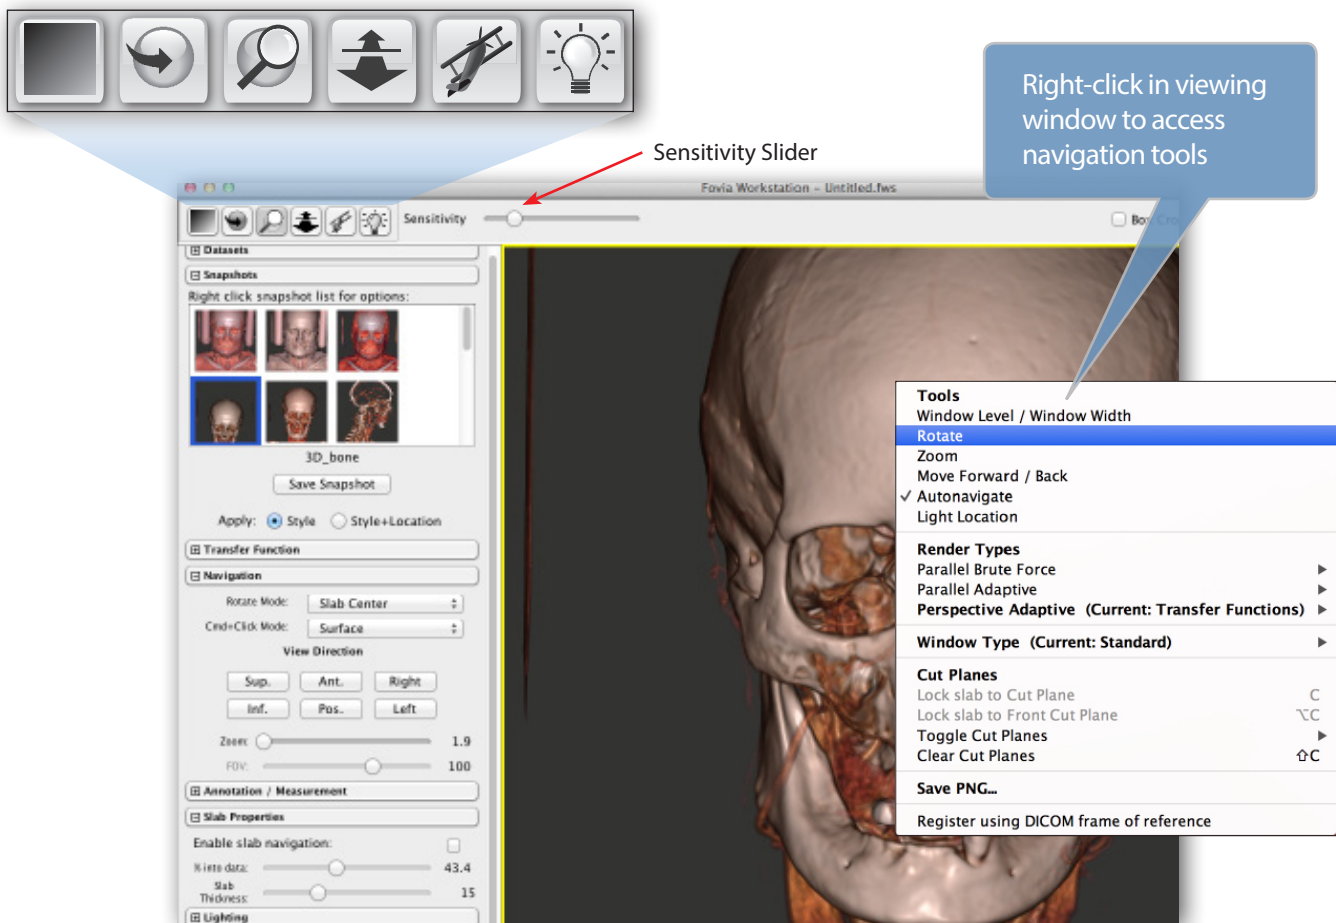 Right-click in viewing
window to access
navigation tools
Sensitivity Slider
Fovia Workstation - Untitled.fws
Sensitivity
Box Cro
Datasets
Snapshots
Right click snapshot list for options:
3D_bone
Save Snapshot
Apply: Style Style+Location
Transfer Function
Navigation
Rotate Mode: Slab Center
Cmd+Click Mode: Surface
View Direction
Sup. Ant. Right
Inf. Pos. Left
Zoom: 1.9
FOV: 100
Annotation / Measurement
Slab Properties
Enable slab navigation:
% into data: 43.4
Slab
Thickness: 15
Lighting
Tools
Window Level / Window Width
Rotate
Zoom
Move Forward / Back
✓ Autonavigate
Light Location
Render Types
Parallel Brute Force
Parallel Adaptive
Perspective Adaptive (Current: Transfer Functions)
Window Type (Current: Standard)
Cut Planes
Lock slab to Cut Plane C
Lock slab to Front Cut Plane ⌥C
Toggle Cut Planes
Clear Cut Planes ⇧C
Save PNG...
Register using DICOM frame of reference